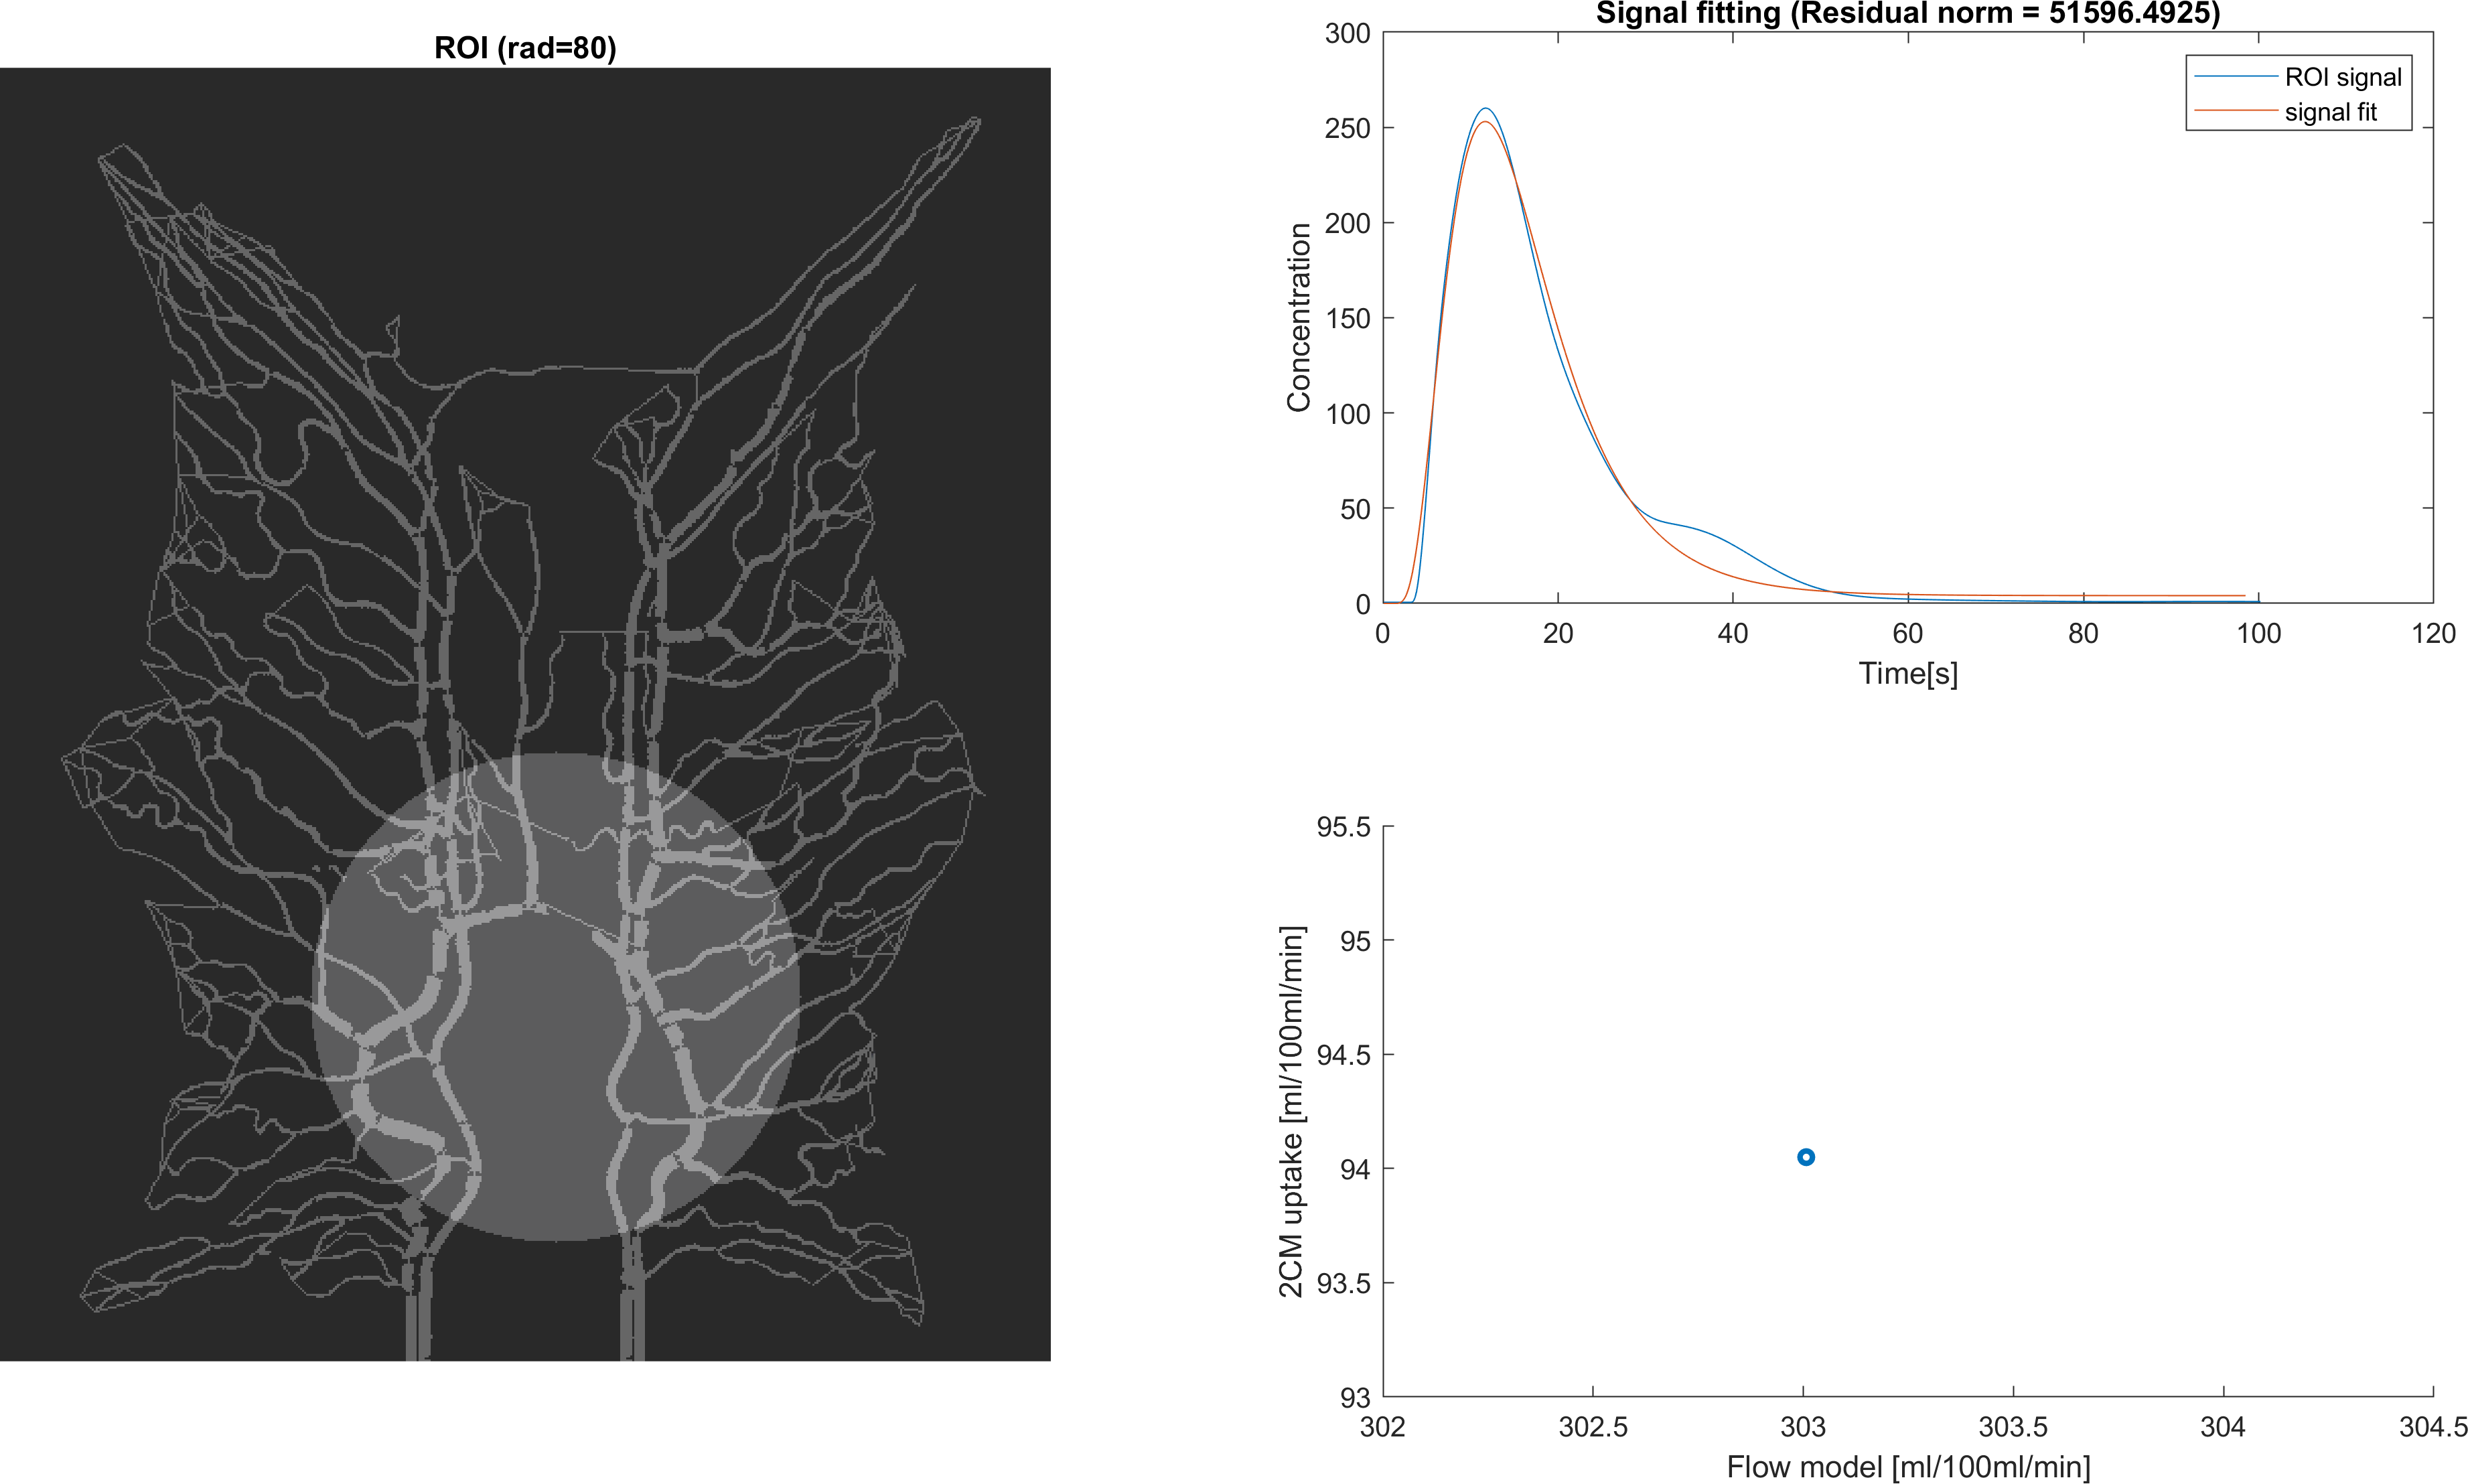 ROI (rad=80)
Signal fitting (Residual norm = 51596.4925)
300
250
200
150
100
50
0
Concentration
ROI signal
signal fit
0 20 40 60 80 100 120
Time[s]
95.5
95
94.5
94
93.5
93
2CM uptake [ml/100ml/min]
302 302.5 303 303.5 304 304.5
Flow model [ml/100ml/min]